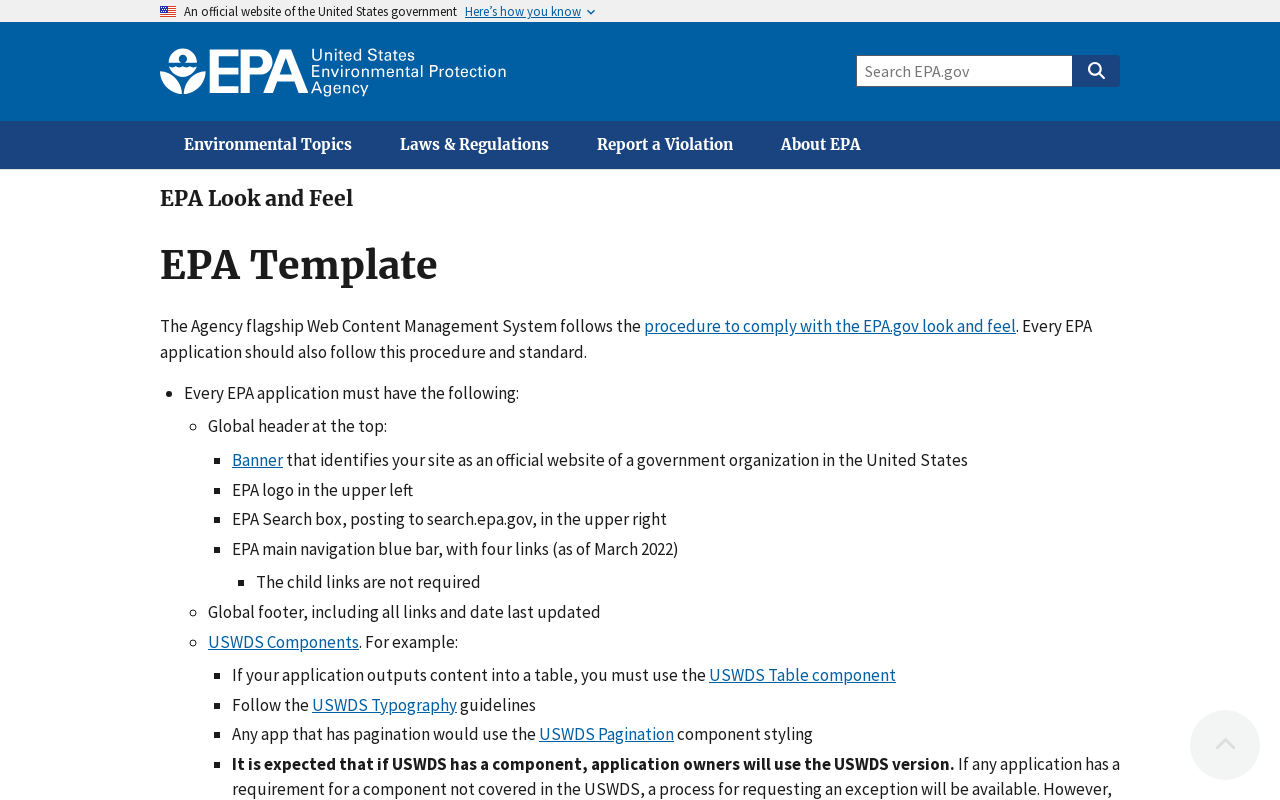 An official website of the United States government Here’s how you know
EPA United States
Environmental Protection
Agency
Search EPA.gov
Environmental Topics Laws & Regulations Report a Violation About EPA
EPA Look and Feel
EPA Template
The Agency flagship Web Content Management System follows the procedure to comply with the EPA.gov look and feel. Every EPA
application should also follow this procedure and standard.
Every EPA application must have the following:
Global header at the top:
Banner that identifies your site as an official website of a government organization in the United States
EPA logo in the upper left
EPA Search box, posting to search.epa.gov, in the upper right
EPA main navigation blue bar, with four links (as of March 2022)
The child links are not required
Global footer, including all links and date last updated
USWDS Components. For example:
If your application outputs content into a table, you must use the USWDS Table component
Follow the USWDS Typography guidelines
Any app that has pagination would use the USWDS Pagination component styling
It is expected that if USWDS has a component, application owners will use the USWDS version. If any application has a
requirement for a component not covered in the USWDS, a process for requesting an exception will be available. However,